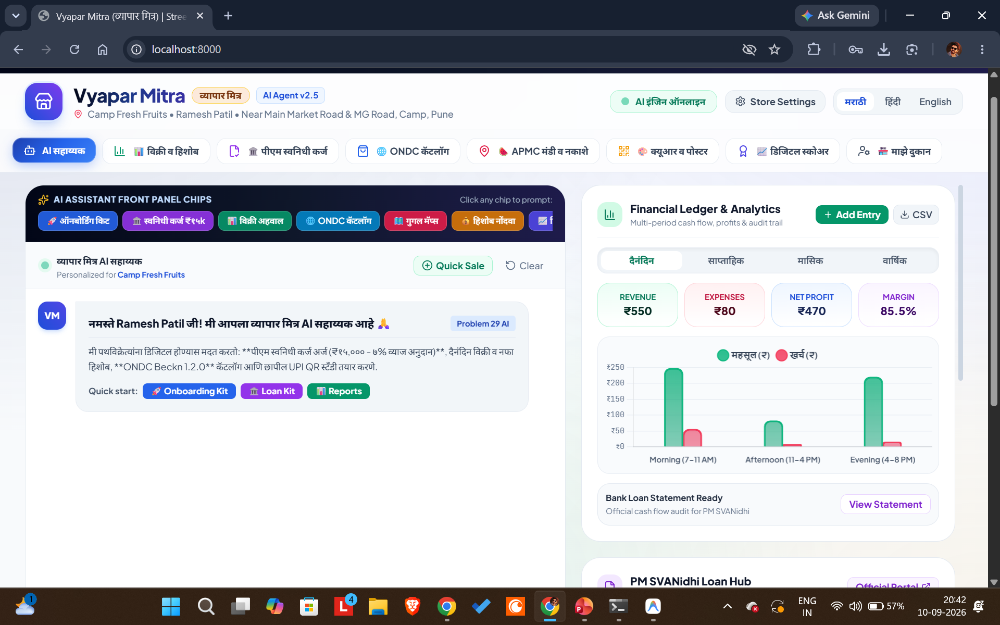 Vyapar Mitra (व्यापार मित्र) | Stree
Ask Gemini
localhost:8000
Vyapar Mitra व्यापार मित्र AI Agent v2.5
Camp Fresh Fruits • Ramesh Patil • Near Main Market Road & MG Road, Camp, Pune
AI इंजिन ऑनलाइन Store Settings मराठी हिंदी English
AI सहाय्यक 📊 विक्री व हिशोब 🏛️ पीएम स्वनिधी कर्ज 🌐 ONDC कॅटलॉग 🍉 APMC मंडी व नकाशे 🎨 क्यूआर व पोस्टर 📈 डिजिटल स्कोअर 🏪 माझे दुकान
AI ASSISTANT FRONT PANEL CHIPS Click any chip to prompt:
🚀 ऑनबोर्डिंग किट 🏛️ स्वनिधी कर्ज ₹१५k 📊 विक्री अहवाल 🌐 ONDC कॅटलॉग 🗺️ गुगल मॅप्स 💰 हिशोब नोंदवा
व्यापार मित्र AI सहाय्यक
Personalized for Camp Fresh Fruits
Quick Sale Clear
VM
नमस्ते Ramesh Patil जी! मी आपला व्यापार मित्र AI सहाय्यक आहे 🙏 Problem 29 AI
मी पथविक्रेत्यांना डिजिटल होण्यास मदत करतो: **पीएम स्वनिधी कर्ज अर्ज (₹१५,००० - ७% व्याज अनुदान)**, दैनंदिन विक्री व नफा
हिशोब, **ONDC Beckn 1.2.0** कॅटलॉग आणि छापील UPI QR स्टँडी तयार करणे.
Quick start: 🚀 Onboarding Kit 🏛️ Loan Kit 📊 Reports
Financial Ledger & Analytics
Multi-period cash flow, profits & audit trail
+ Add Entry CSV
दैनंदिन साप्ताहिक मासिक वार्षिक
REVENUE EXPENSES NET PROFIT MARGIN
₹550 ₹80 ₹470 85.5%
महसूल (₹) खर्च (₹)
₹250
₹200
₹150
₹100
₹50
₹0
Morning (7-11 AM) Afternoon (11-4 PM) Evening (4-8 PM)
Bank Loan Statement Ready
Official cash flow audit for PM SVANidhi
View Statement
PM SVANidhi Loan Hub
Official Portal
1
4
ENG
IN
57%
20:42
10-09-2026